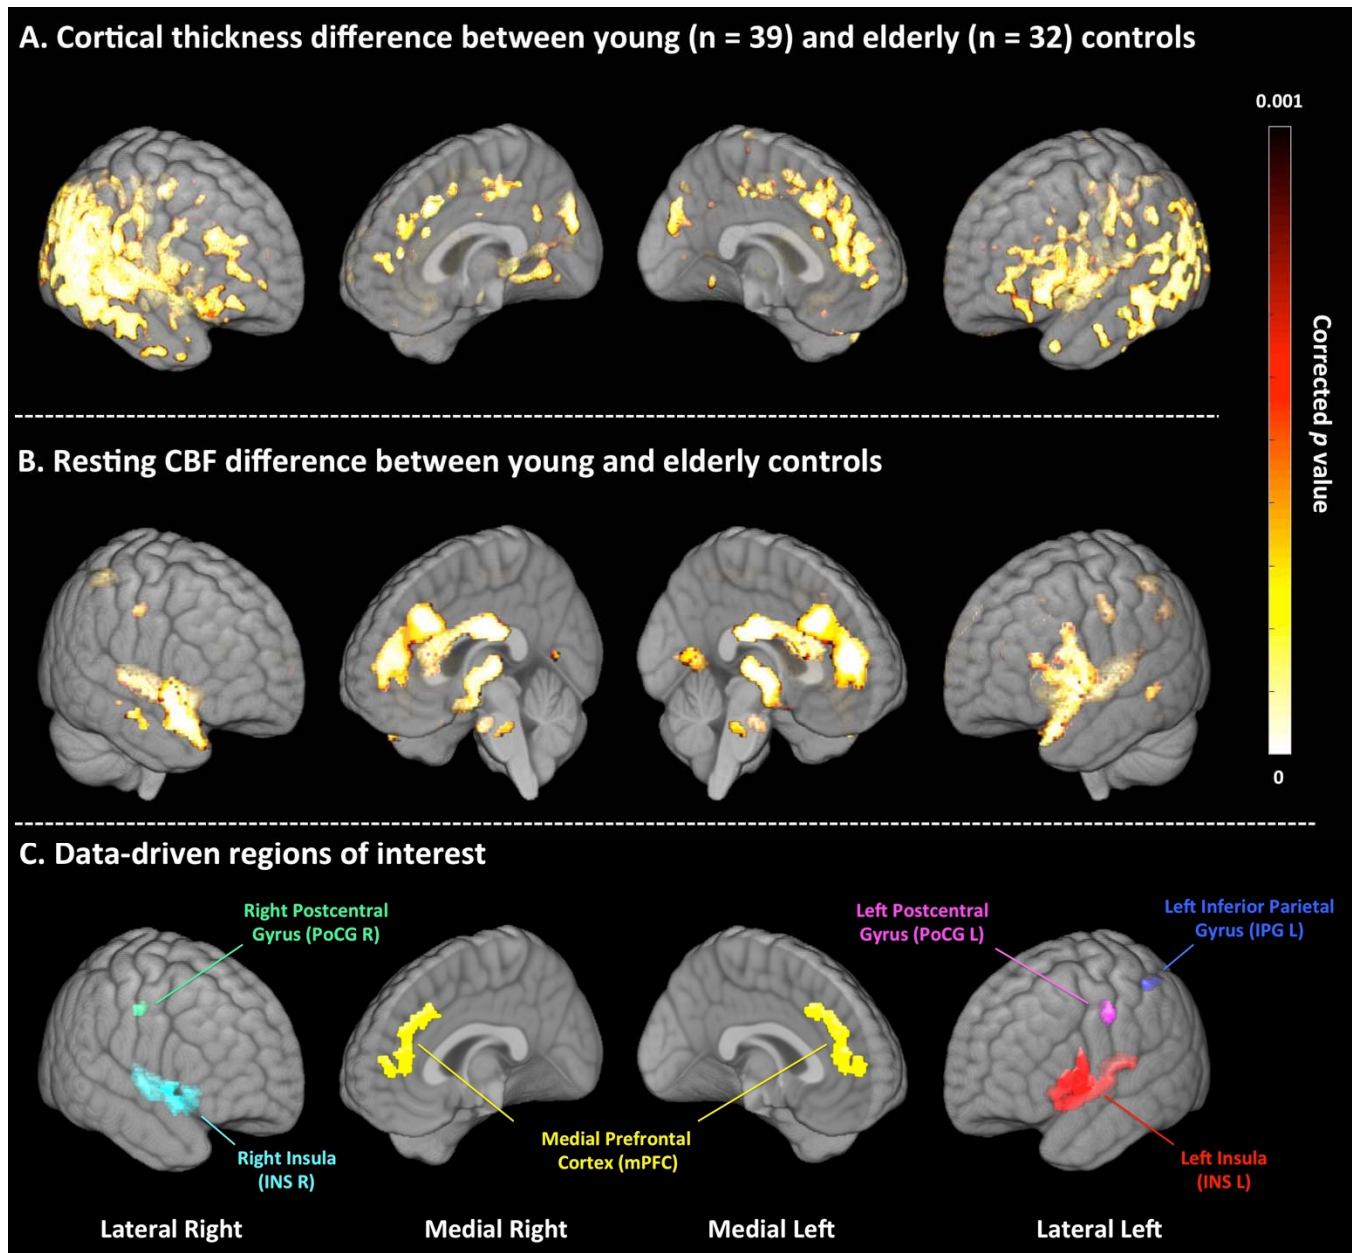 A. Cortical thickness difference between young (n = 39) and elderly (n = 32) controls
0.001
Corrected p value
0
B. Resting CBF difference between young and elderly controls
C. Data-driven regions of interest
Right Postcentral
Gyrus (PoCG R)
Left Postcentral
Gyrus (PoCG L)
Left Inferior Parietal
Gyrus (IPG L)
Right Insula
(INS R)
Medial Prefrontal
Cortex (mPFC)
Left Insula
(INS L)
Lateral Right
Medial Right
Medial Left
Lateral Left